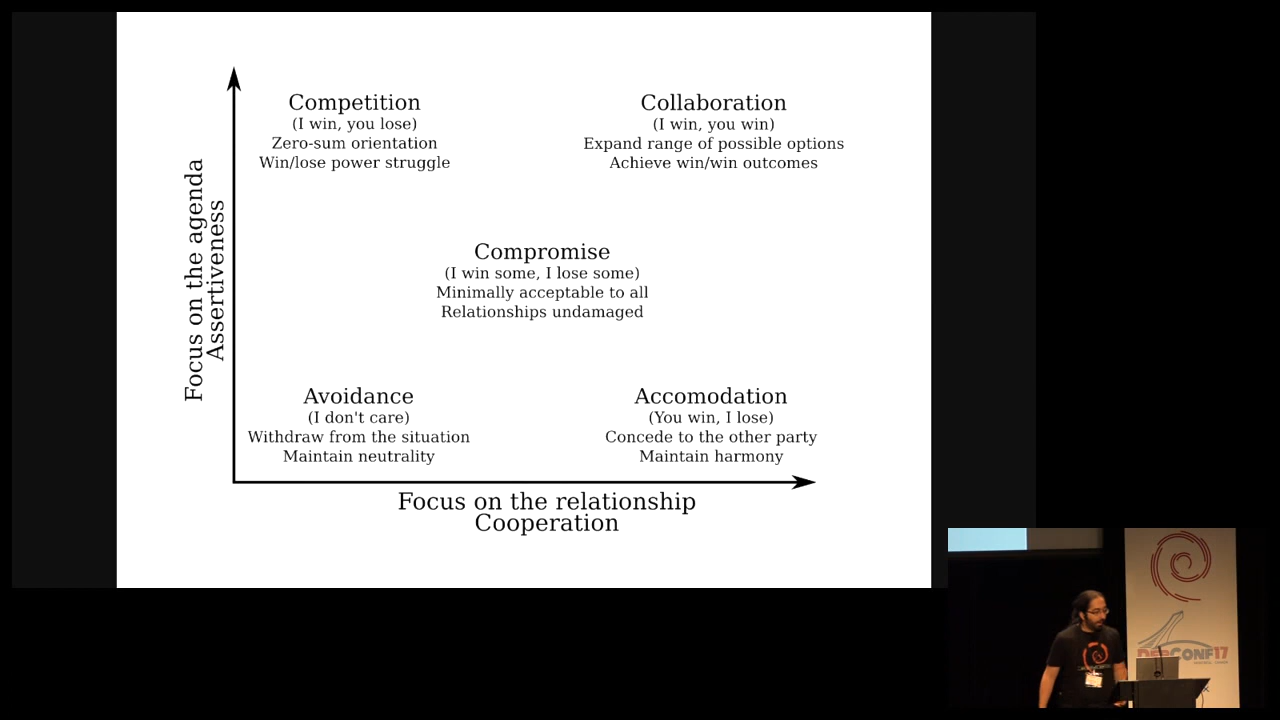 Competition
(I win, you lose)
Zero-sum orientation
Win/lose power struggle
Collaboration
(I win, you win)
Expand range of possible options
Achieve win/win outcomes
Compromise
(I win some, I lose some)
Minimally acceptable to all
Relationships undamaged
Avoidance
(I don't care)
Withdraw from the situation
Maintain neutrality
Accomodation
(You win, I lose)
Concede to the other party
Maintain harmony
Focus on the agenda
Assertiveness
Focus on the relationship
Cooperation
DEBCONF17